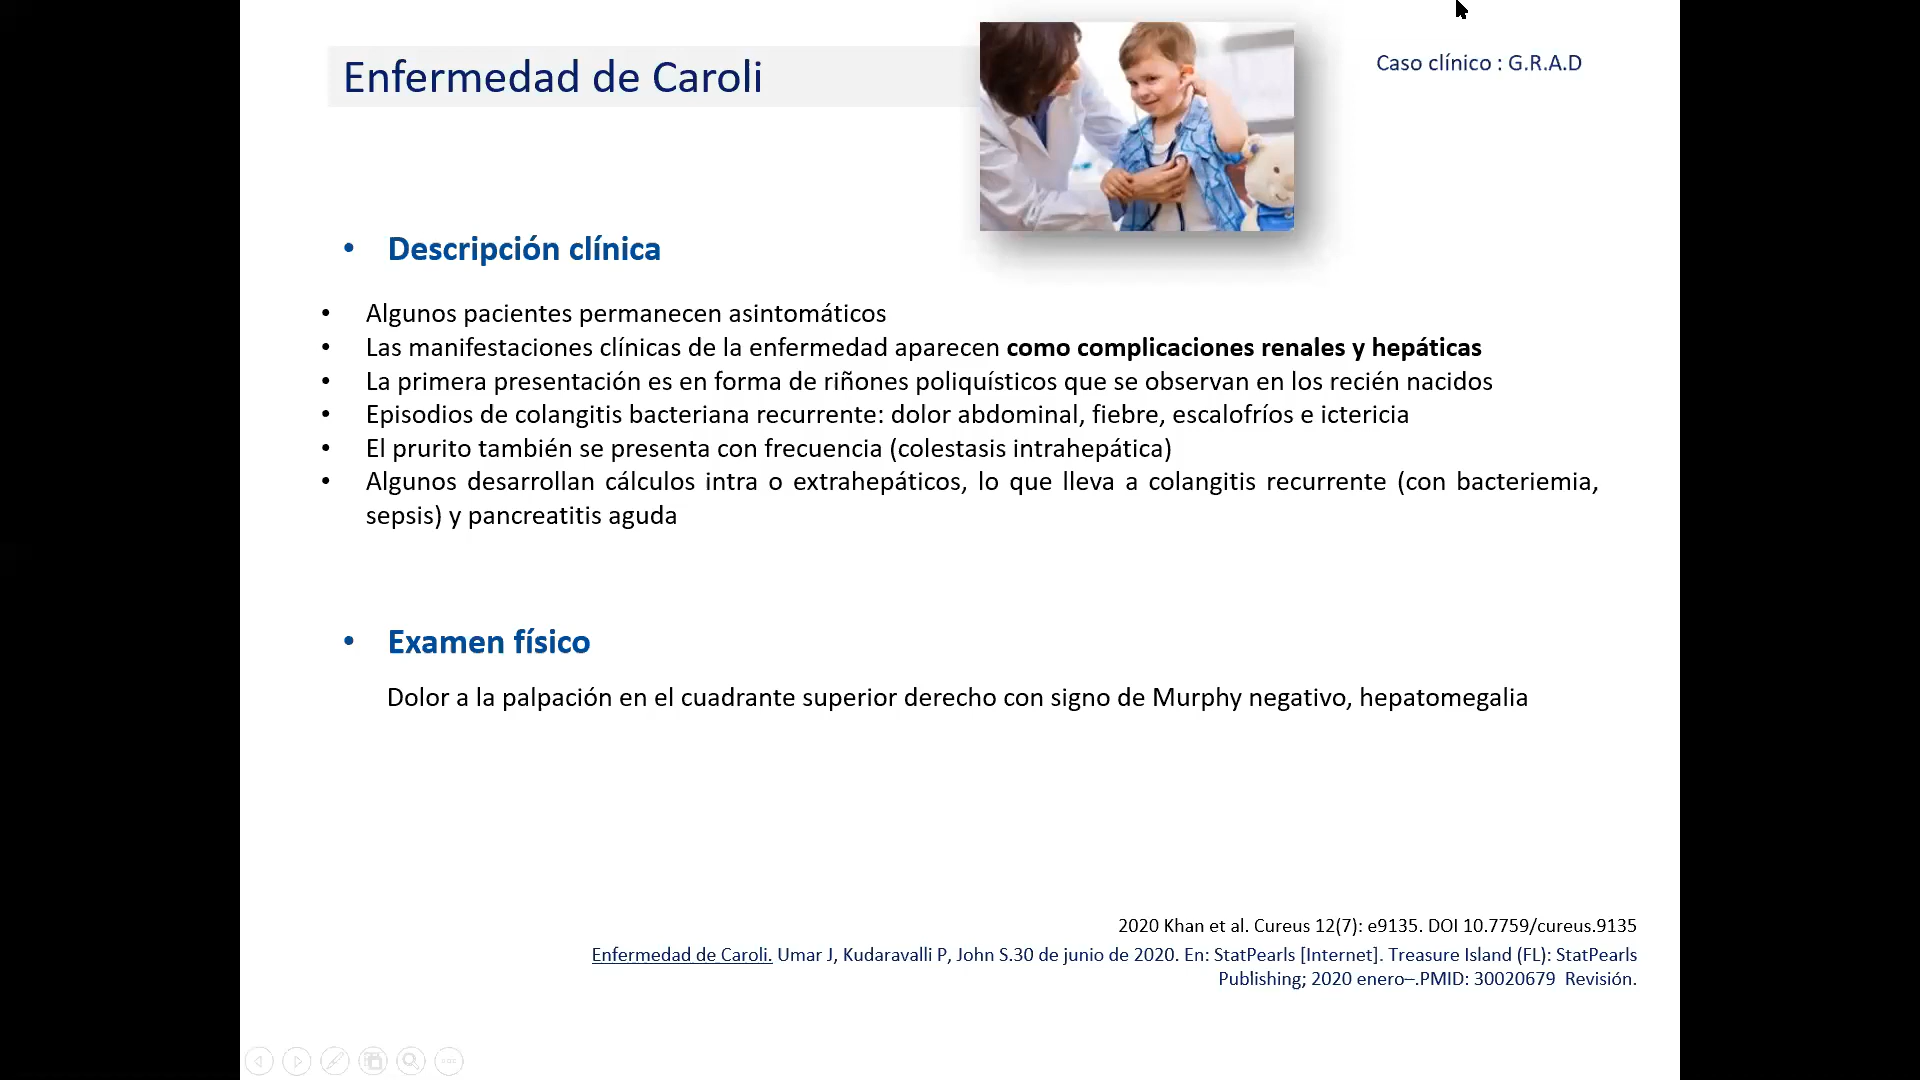 Enfermedad de Caroli
Caso clínico : G.R.A.D
• Descripción clínica
• Algunos pacientes permanecen asintomáticos
• Las manifestaciones clínicas de la enfermedad aparecen como complicaciones renales y hepáticas
• La primera presentación es en forma de riñones poliquísticos que se observan en los recién nacidos
• Episodios de colangitis bacteriana recurrente: dolor abdominal, fiebre, escalofríos e ictericia
• El prurito también se presenta con frecuencia (colestasis intrahepática)
• Algunos desarrollan cálculos intra o extrahepáticos, lo que lleva a colangitis recurrente (con bacteriemia,
sepsis) y pancreatitis aguda
• Examen físico
Dolor a la palpación en el cuadrante superior derecho con signo de Murphy negativo, hepatomegalia
2020 Khan et al. Cureus 12(7): e9135. DOI 10.7759/cureus.9135
Enfermedad de Caroli. Umar J, Kudaravalli P, John S.30 de junio de 2020. En: StatPearls [Internet]. Treasure Island (FL): StatPearls
Publishing; 2020 enero–.PMID: 30020679 Revisión.